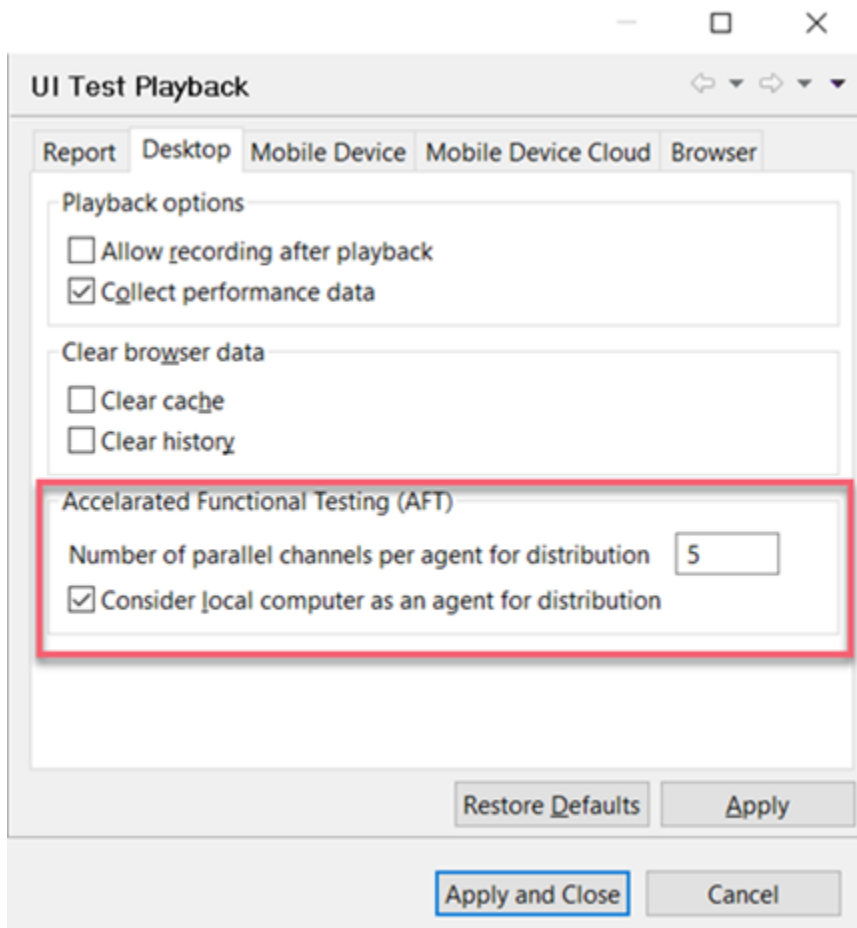 UI Test Playback
Report Desktop Mobile Device Mobile Device Cloud Browser
Playback options
Allow recording after playback
Collect performance data
Clear browser data
Clear cache
Clear history
Accelarated Functional Testing (AFT)
Number of parallel channels per agent for distribution 5
Consider local computer as an agent for distribution
Restore Defaults Apply
Apply and Close Cancel